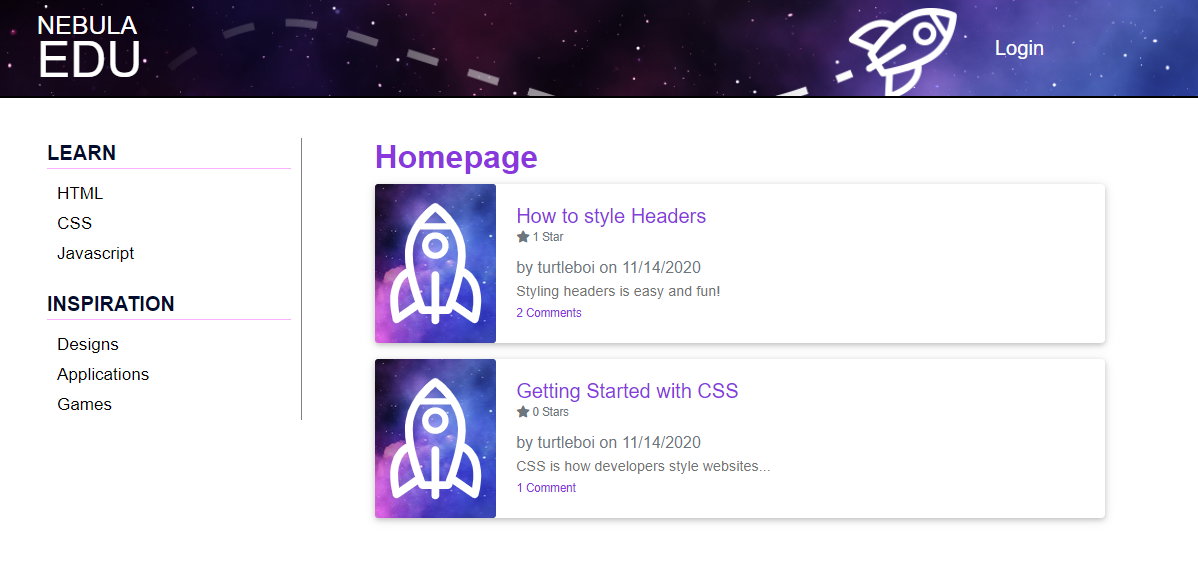 NEBULA
EDU
Login
LEARN
HTML
CSS
Javascript
INSPIRATION
Designs
Applications
Games
Homepage
How to style Headers
1 Star
by turtleboi on 11/14/2020
Styling headers is easy and fun!
2 Comments
Getting Started with CSS
0 Stars
by turtleboi on 11/14/2020
CSS is how developers style websites...
1 Comment